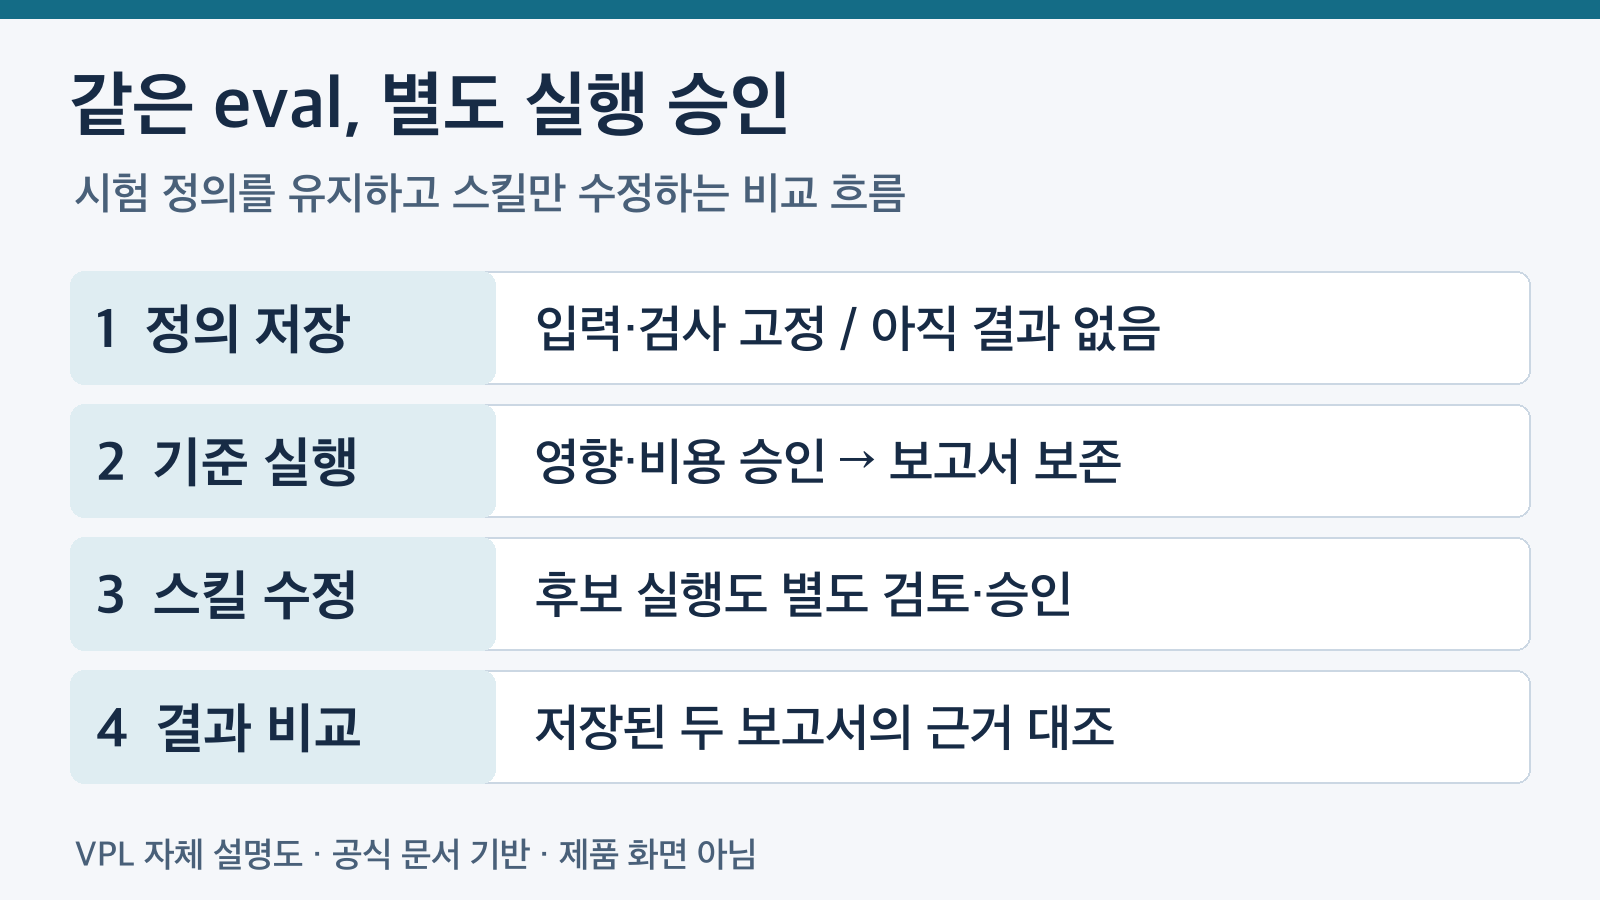 같은 eval, 별도 실행 승인
시험 정의를 유지하고 스킬만 수정하는 비교 흐름
1 정의 저장 입력·검사 고정 / 아직 결과 없음
2 기준 실행 영향·비용 승인 → 보고서 보존
3 스킬 수정 후보 실행도 별도 검토·승인
4 결과 비교 저장된 두 보고서의 근거 대조
VPL 자체 설명도 · 공식 문서 기반 · 제품 화면 아님